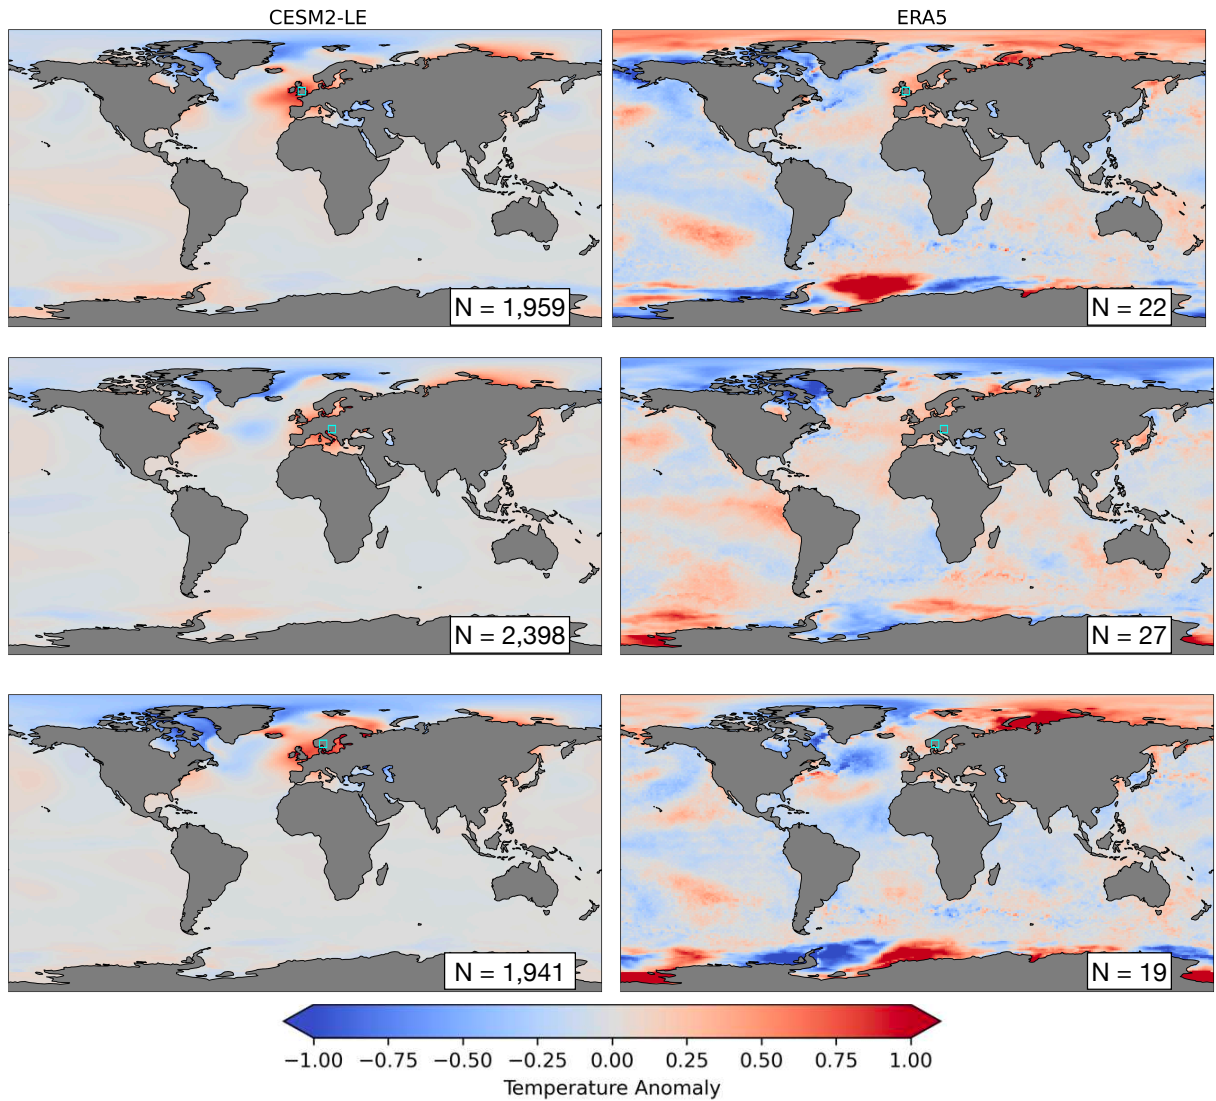 CESM2-LE
ERA5
N = 1,959
N = 22
N = 2,398
N = 27
N = 1,941
N = 19
−1.00 −0.75 −0.50 −0.25 0.00 0.25 0.50 0.75 1.00
Temperature Anomaly